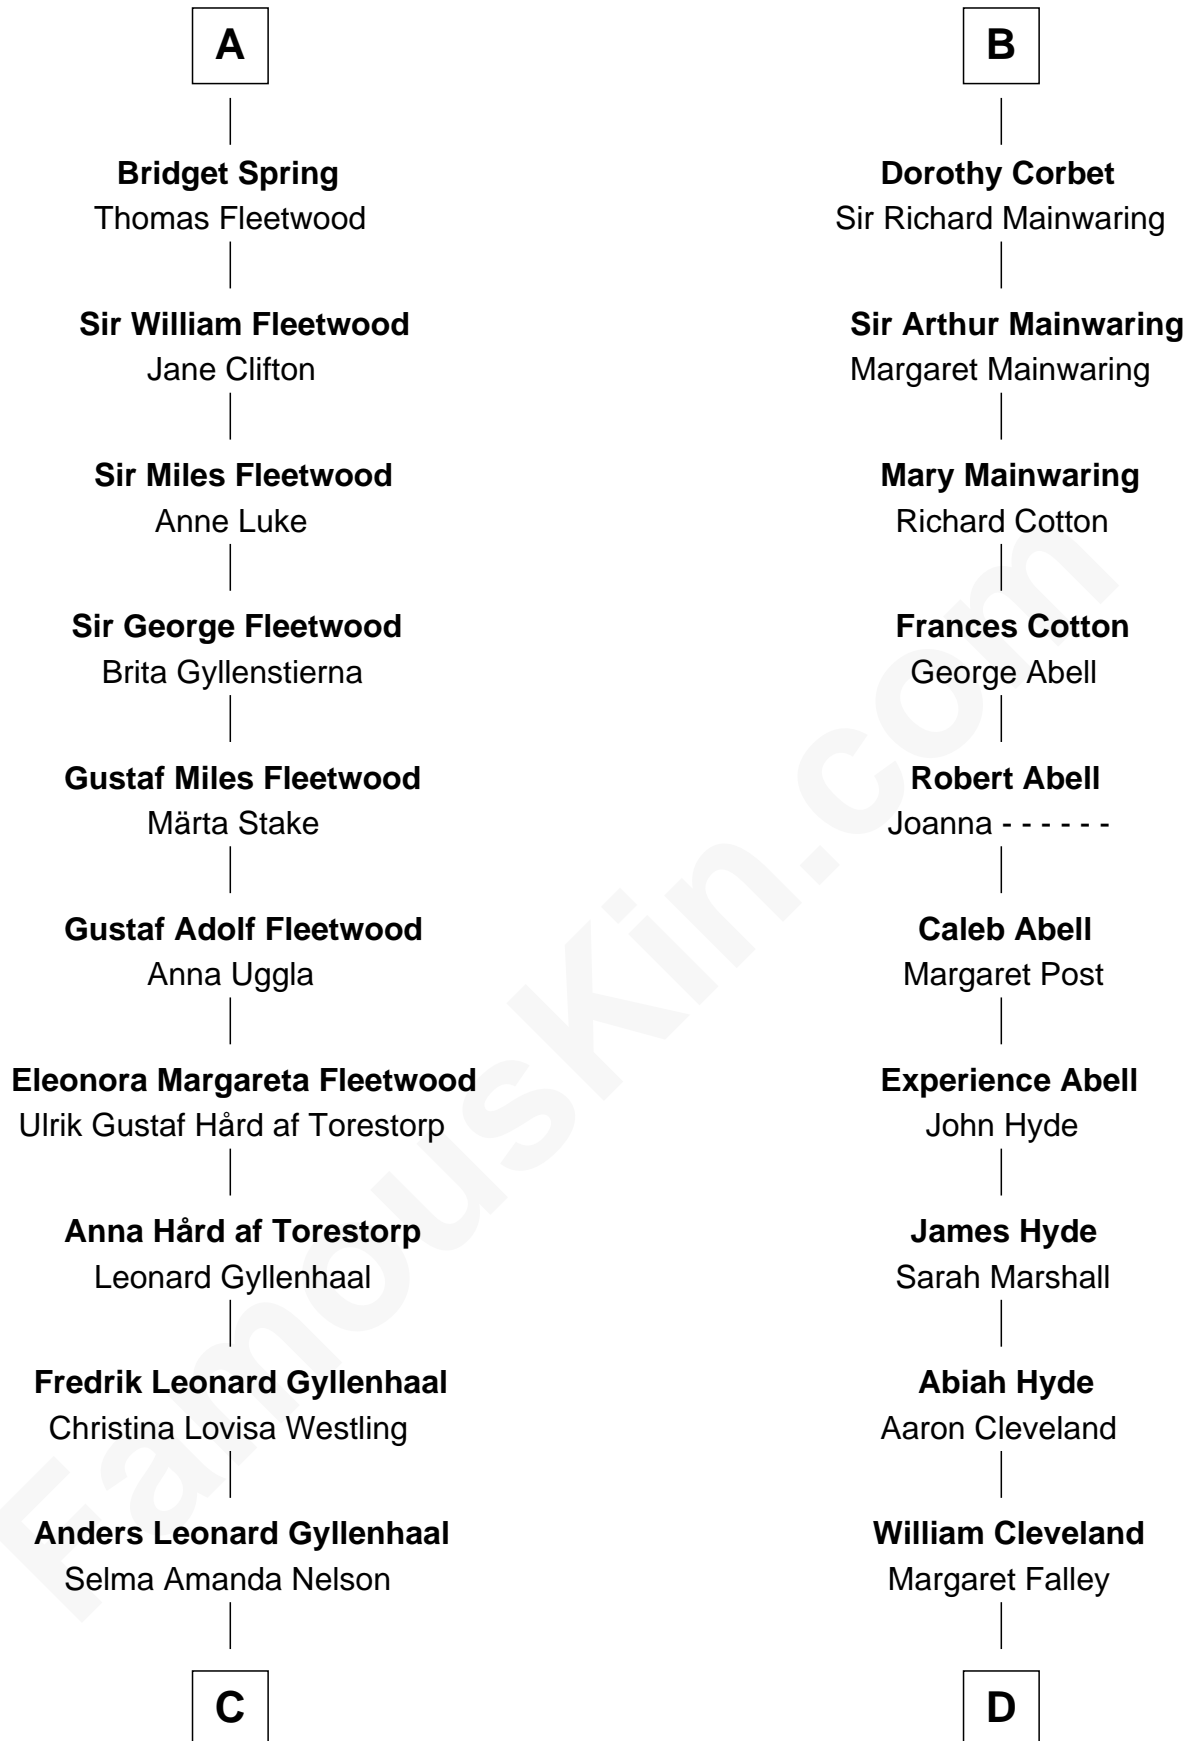 A
Bridget Spring
Thomas Fleetwood
Sir William Fleetwood
Jane Clifton
Sir Miles Fleetwood
Anne Luke
Sir George Fleetwood
Brita Gyllenstierna
Gustaf Miles Fleetwood
Märta Stake
Gustaf Adolf Fleetwood
Anna Uggla
Eleonora Margareta Fleetwood
Ulrik Gustaf Hård af Torestorp
Anna Hård af Torestorp
Leonard Gyllenhaal
Fredrik Leonard Gyllenhaal
Christina Lovisa Westling
Anders Leonard Gyllenhaal
Selma Amanda Nelson
C
B
Dorothy Corbet
Sir Richard Mainwaring
Sir Arthur Mainwaring
Margaret Mainwaring
Mary Mainwaring
Richard Cotton
Frances Cotton
George Abell
Robert Abell
Joanna - - - - - -
Caleb Abell
Margaret Post
Experience Abell
John Hyde
James Hyde
Sarah Marshall
Abiah Hyde
Aaron Cleveland
William Cleveland
Margaret Falley
D
FamousKin.com